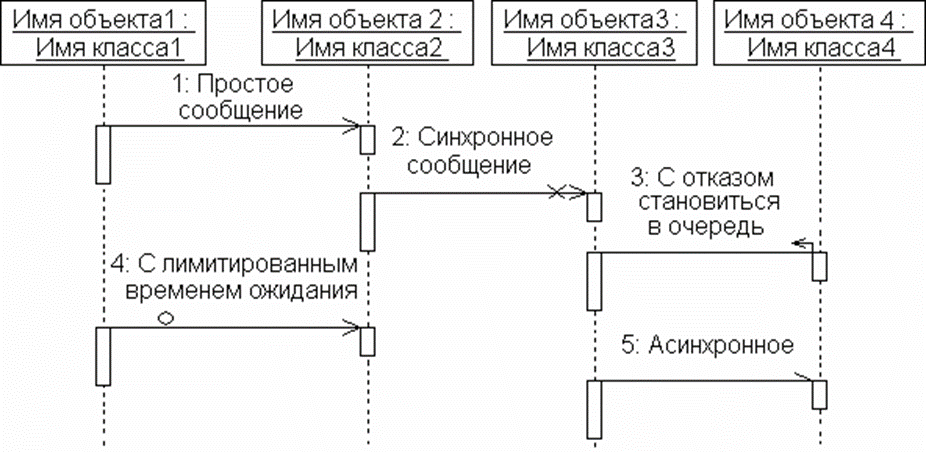 Имя объекта1 :
Имя класса1
Имя объекта 2 :
Имя класса2
Имя объекта3 :
Имя класса3
Имя объекта 4 :
Имя класса4
1: Простое
сообщение
2: Синхронное
сообщение
3: С отказом
становиться
в очередь
4: С лимитированным
временем ожидания
5: Асинхронное